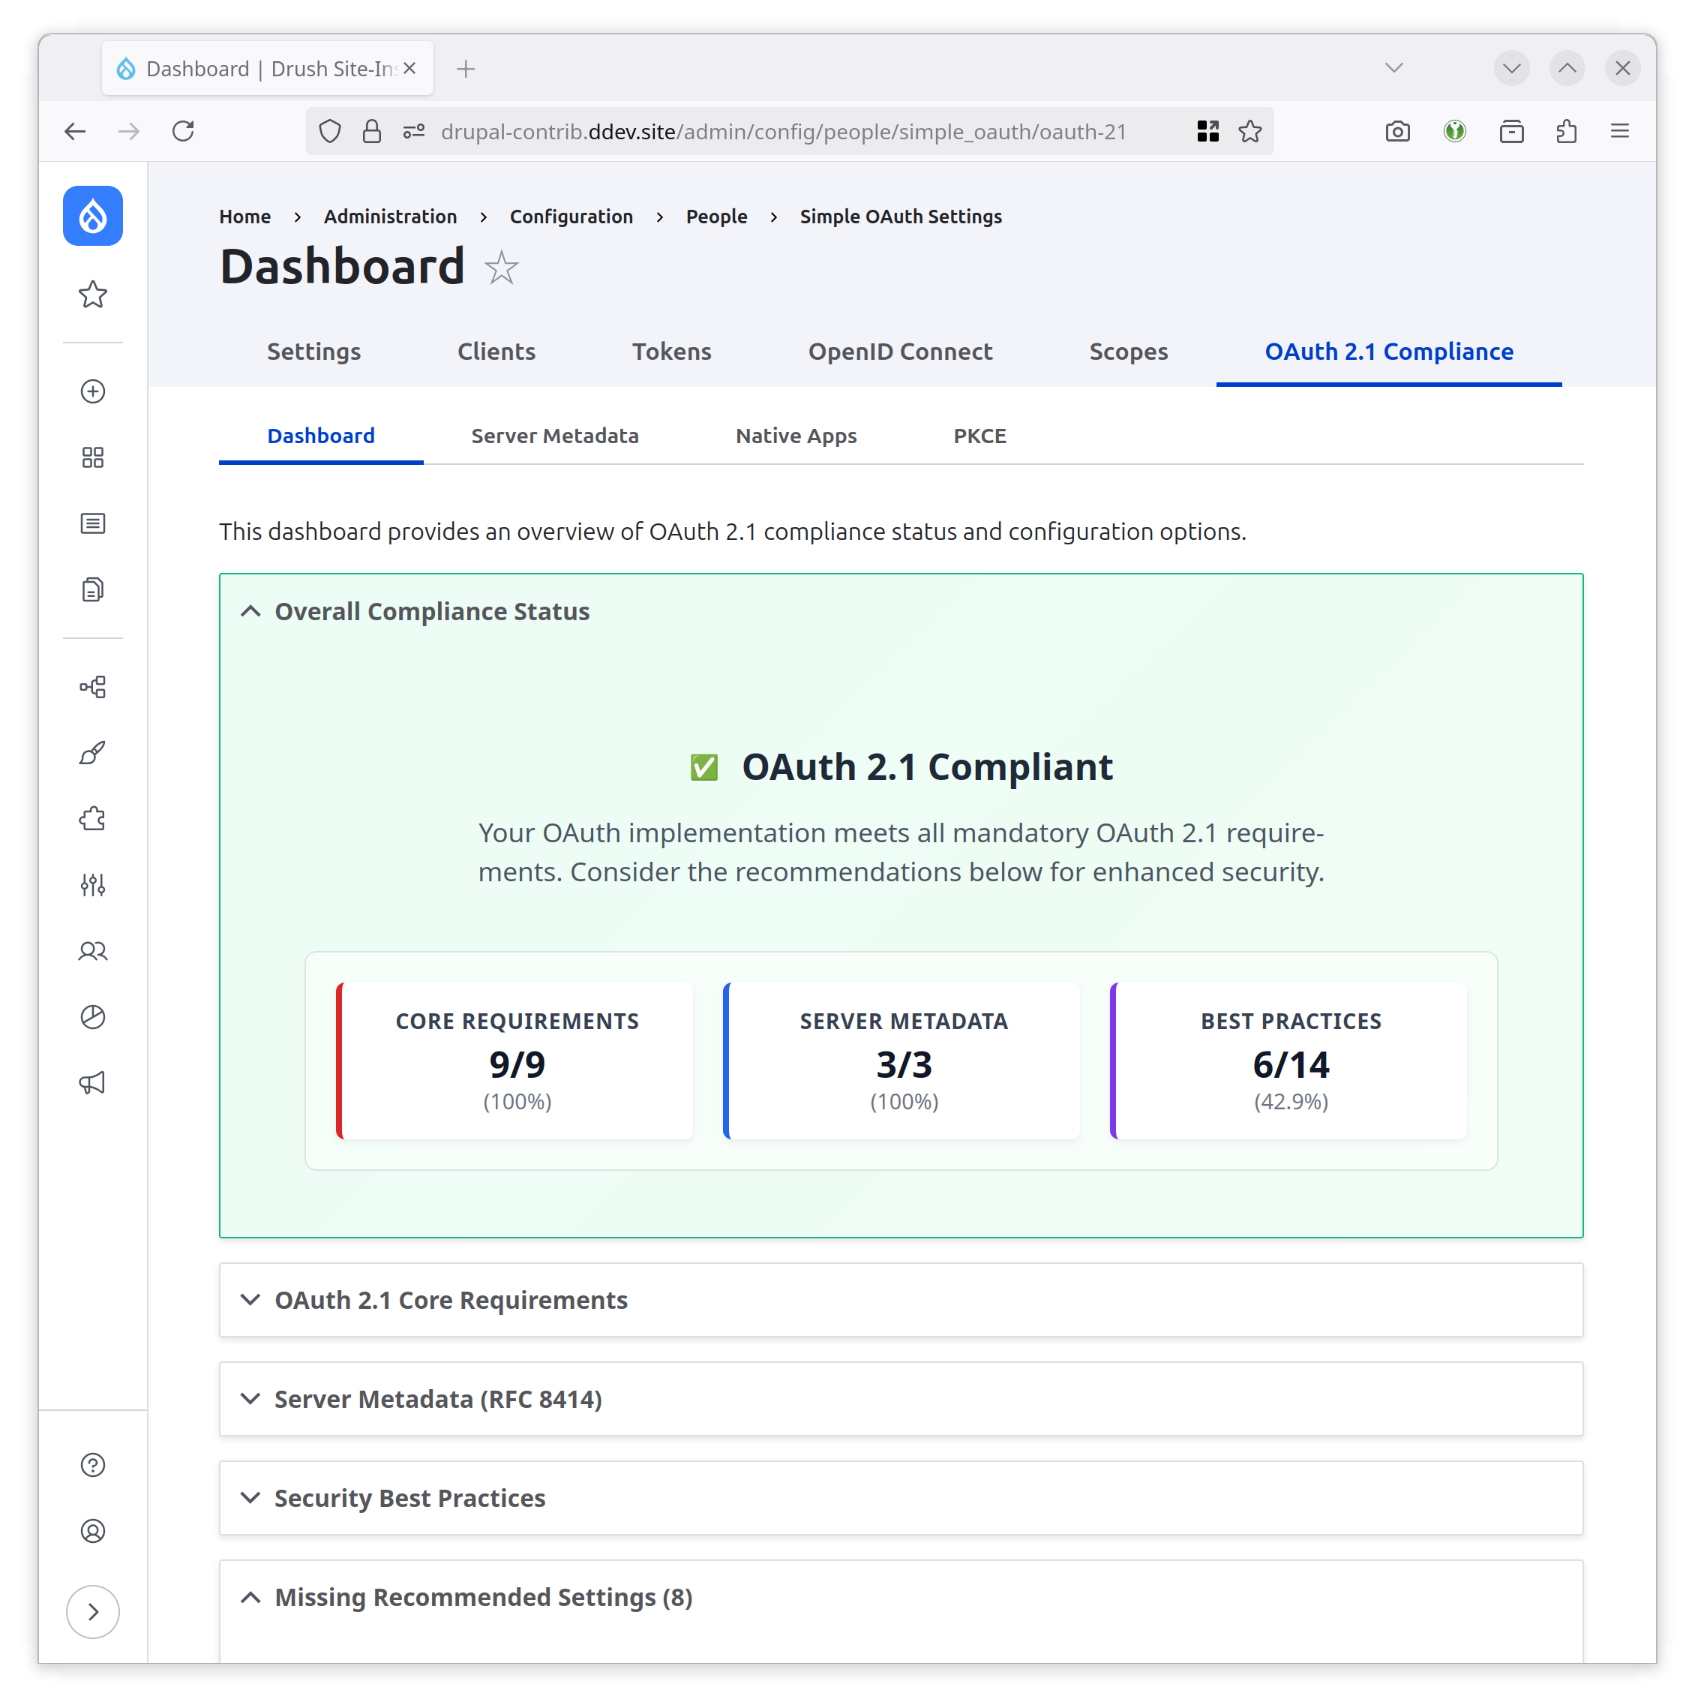 Dashboard | Drush Site-Ins
drupal-contrib.ddev.site/admin/config/people/simple_oauth/oauth-21
Home > Administration > Configuration > People > Simple OAuth Settings
Dashboard
Settings Clients Tokens OpenID Connect Scopes OAuth 2.1 Compliance
Dashboard Server Metadata Native Apps PKCE
This dashboard provides an overview of OAuth 2.1 compliance status and configuration options.
Overall Compliance Status
✅ OAuth 2.1 Compliant
Your OAuth implementation meets all mandatory OAuth 2.1 require-
ments. Consider the recommendations below for enhanced security.
CORE REQUIREMENTS
9/9
(100%)
SERVER METADATA
3/3
(100%)
BEST PRACTICES
6/14
(42.9%)
OAuth 2.1 Core Requirements
Server Metadata (RFC 8414)
Security Best Practices
Missing Recommended Settings (8)